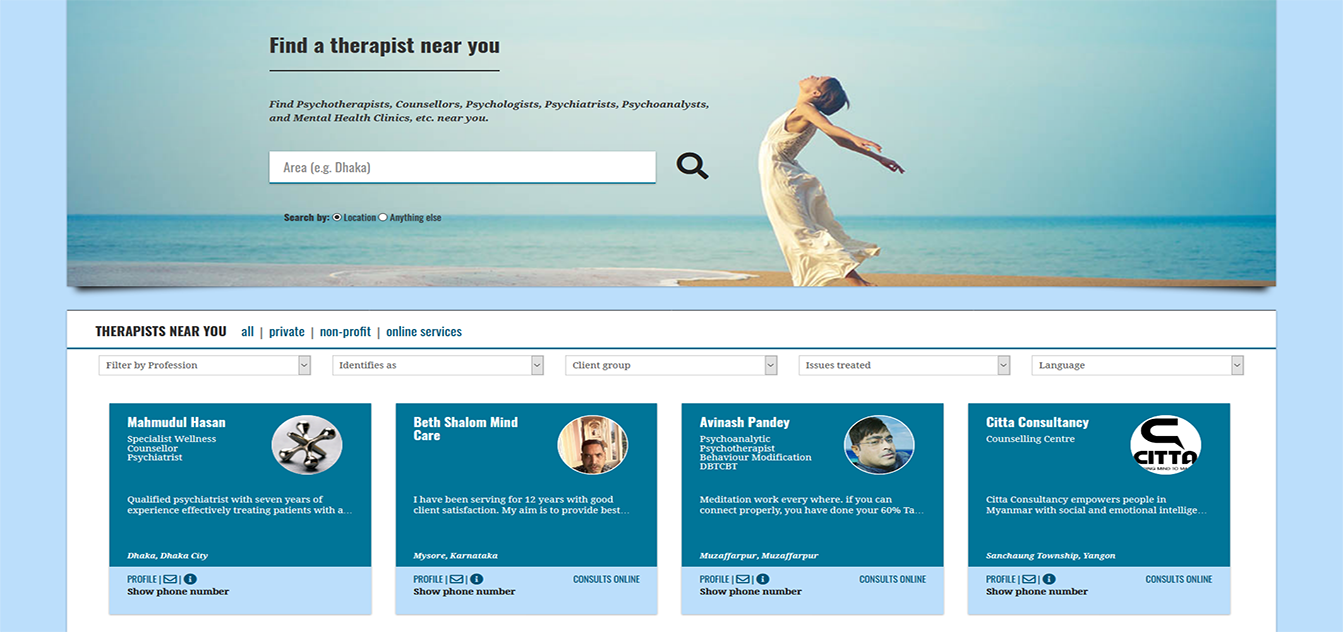 Find a therapist near you
Find Psychotherapists, Counsellors, Psychologists, Psychiatrists, Psychoanalysts,
and Mental Health Clinics, etc. near you.
Area (e.g. Dhaka)
Search by: Location Anything else
THERAPISTS NEAR YOU all | private | non-profit | online services
Filter by Profession
Identifies as
Client group
Issues treated
Language
Mahmudul Hasan
Specialist Wellness
Counsellor
Psychiatrist
Qualified psychiatrist with seven years of
experience effectively treating patients with a...
Dhaka, Dhaka City
PROFILE | |
Show phone number
Beth Shalom Mind
Care
I have been serving for 12 years with good
client satisfaction. My aim is to provide best...
Mysore, Karnataka
PROFILE | | CONSULTS ONLINE
Show phone number
Avinash Pandey
Psychoanalytic
Psychotherapist
Behaviour Modification
DBTCBT
Meditation work every where. if you can
connect properly, you have done your 60% Ta...
Muzaffarpur, Muzaffarpur
PROFILE | | CONSULTS ONLINE
Show phone number
Citta Consultancy
Counselling Centre
CITTA
Citta Consultancy empowers people in
Myanmar with social and emotional intellige...
Sanchaung Township, Yangon
PROFILE | | CONSULTS ONLINE
Show phone number